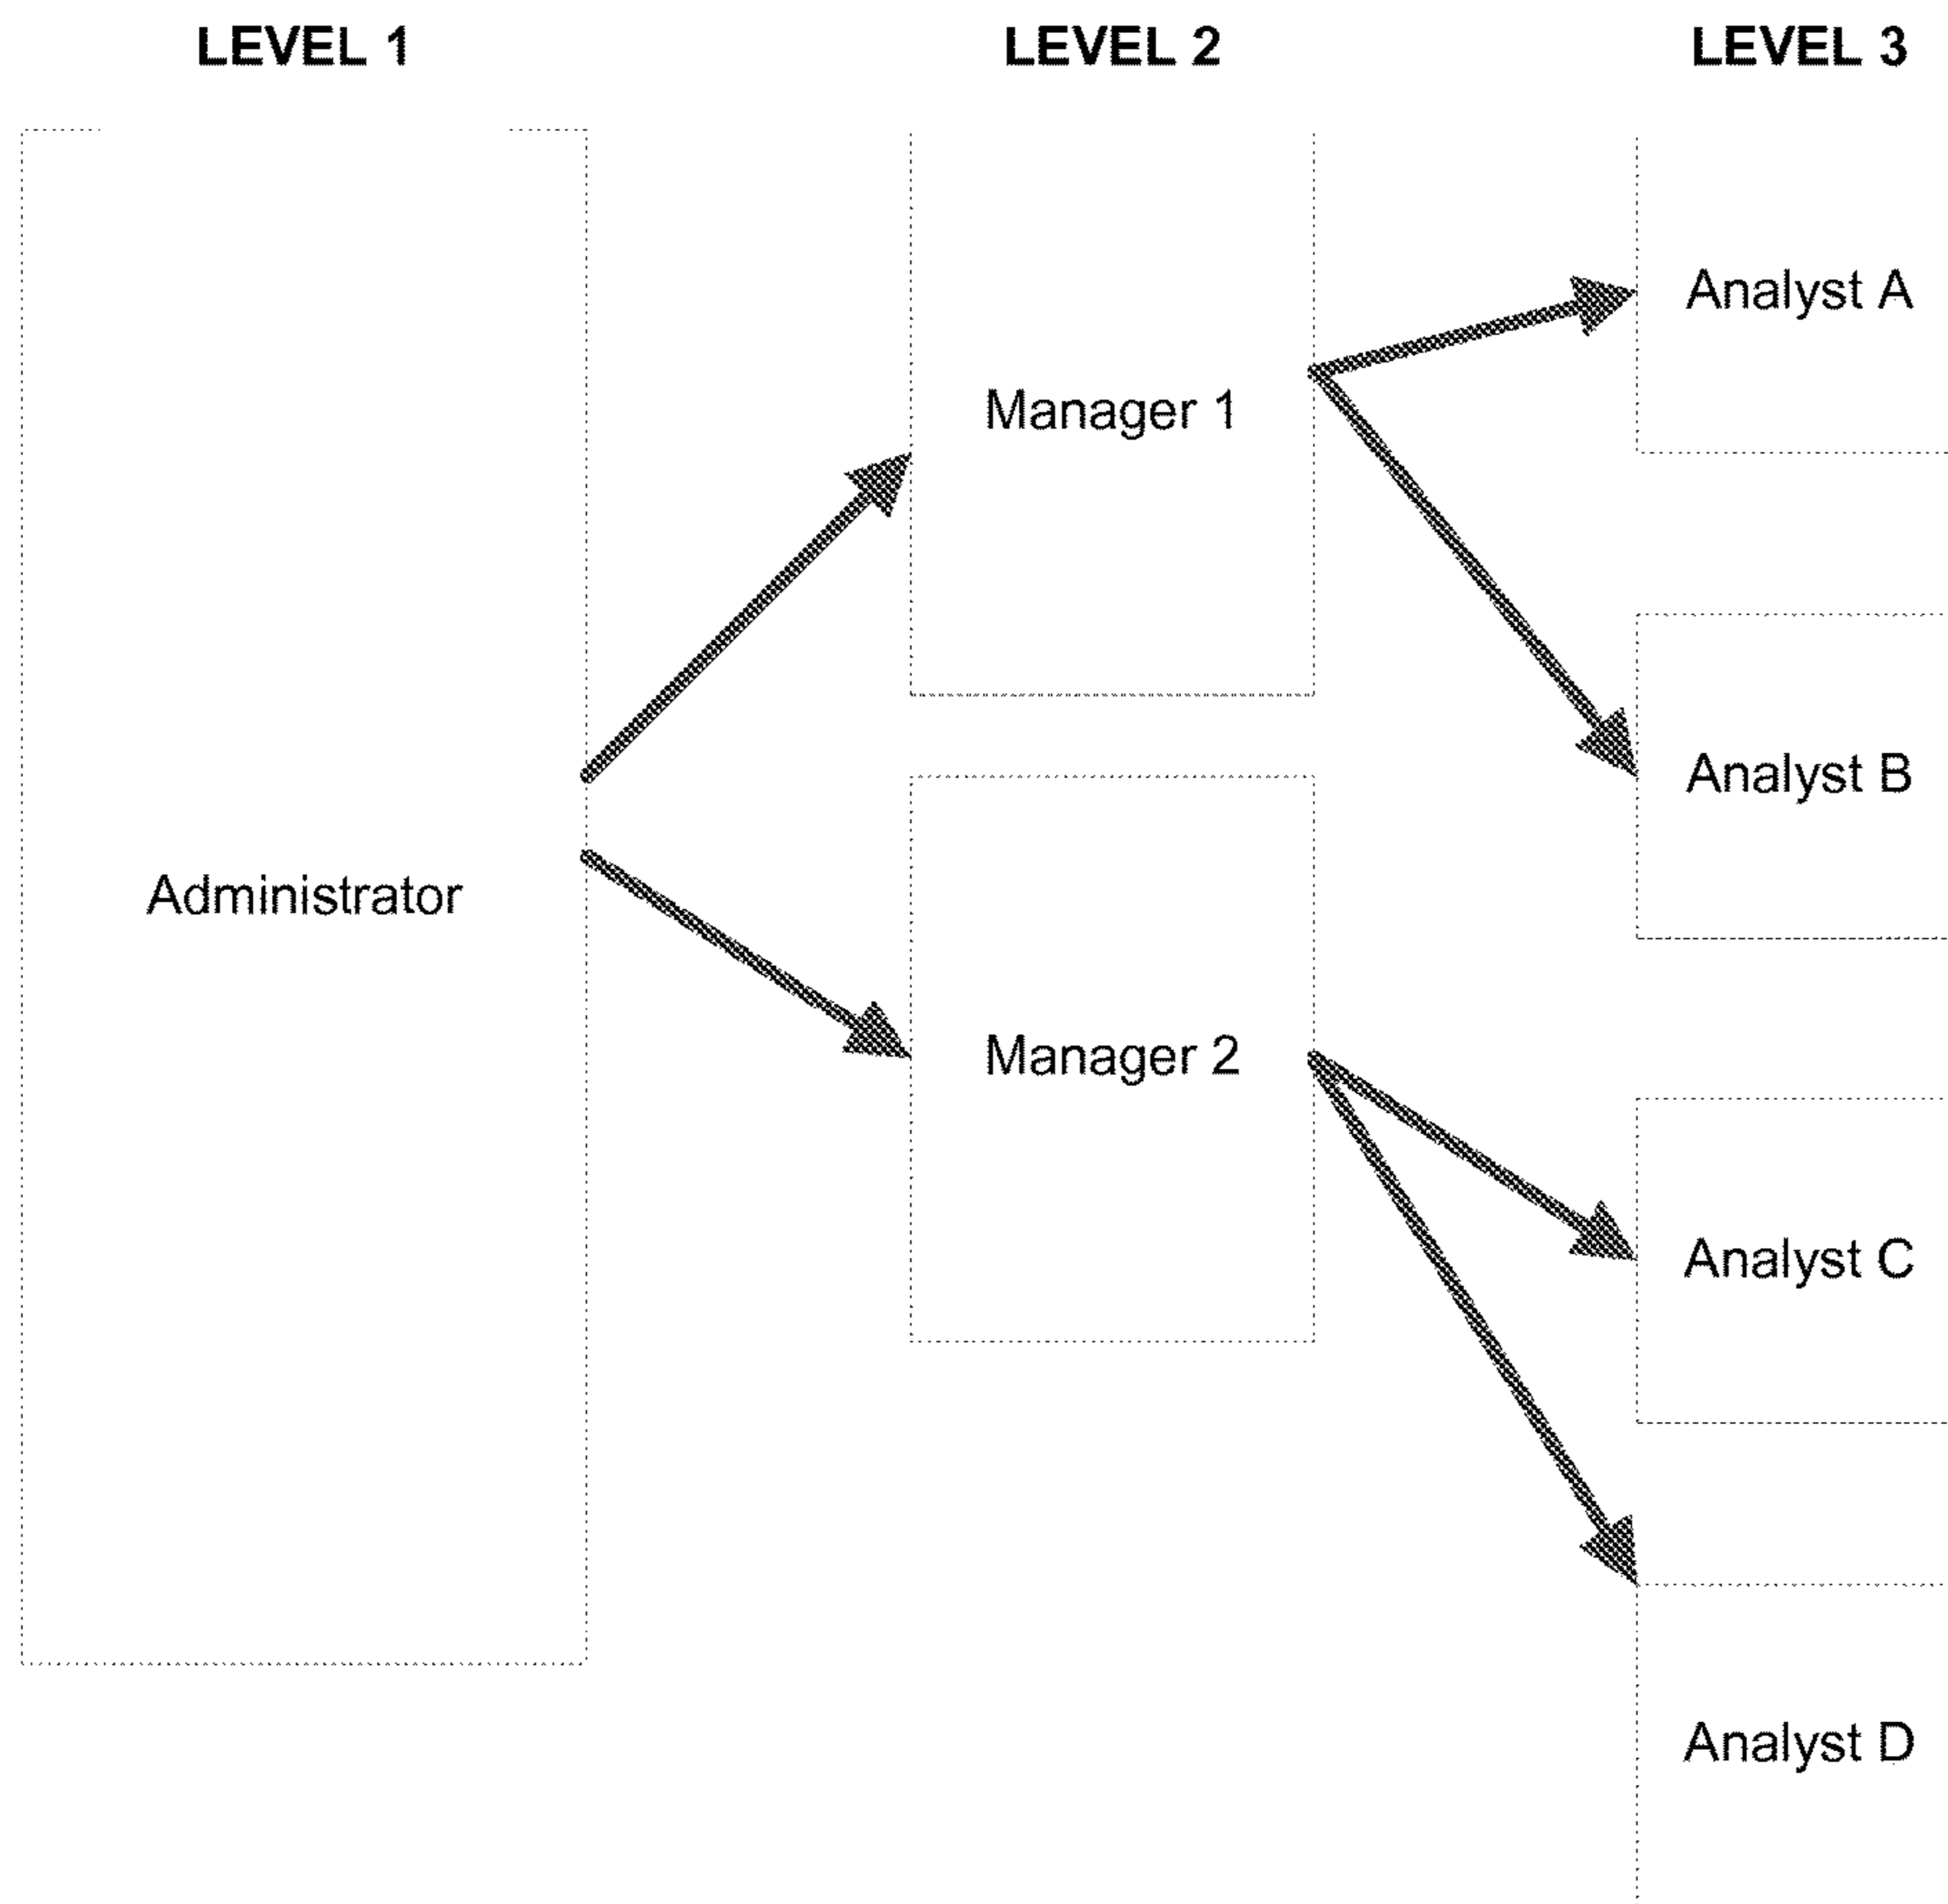 LEVEL 1
LEVEL 2
LEVEL 3
Administrator
Manager 1
Manager 2
Analyst A
Analyst B
Analyst C
Analyst D